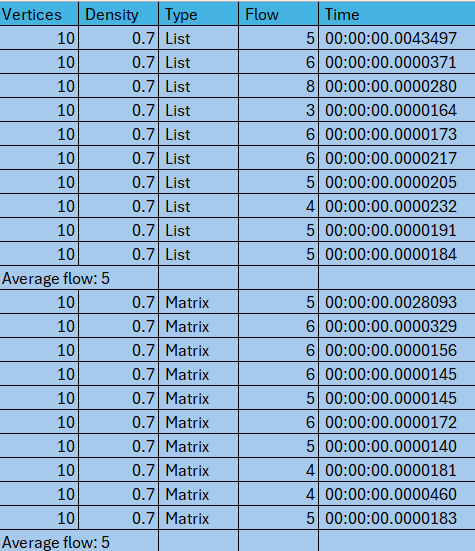 Vertices Density Type Flow Time
10 0.7 List 5 00:00:00.0043497
10 0.7 List 6 00:00:00.0000371
10 0.7 List 8 00:00:00.0000280
10 0.7 List 3 00:00:00.0000164
10 0.7 List 6 00:00:00.0000173
10 0.7 List 6 00:00:00.0000217
10 0.7 List 5 00:00:00.0000205
10 0.7 List 4 00:00:00.0000232
10 0.7 List 5 00:00:00.0000191
10 0.7 List 5 00:00:00.0000184
Average flow: 5
10 0.7 Matrix 5 00:00:00.0028093
10 0.7 Matrix 6 00:00:00.0000329
10 0.7 Matrix 6 00:00:00.0000156
10 0.7 Matrix 6 00:00:00.0000145
10 0.7 Matrix 5 00:00:00.0000145
10 0.7 Matrix 6 00:00:00.0000172
10 0.7 Matrix 5 00:00:00.0000140
10 0.7 Matrix 4 00:00:00.0000181
10 0.7 Matrix 4 00:00:00.0000460
10 0.7 Matrix 5 00:00:00.0000183
Average flow: 5